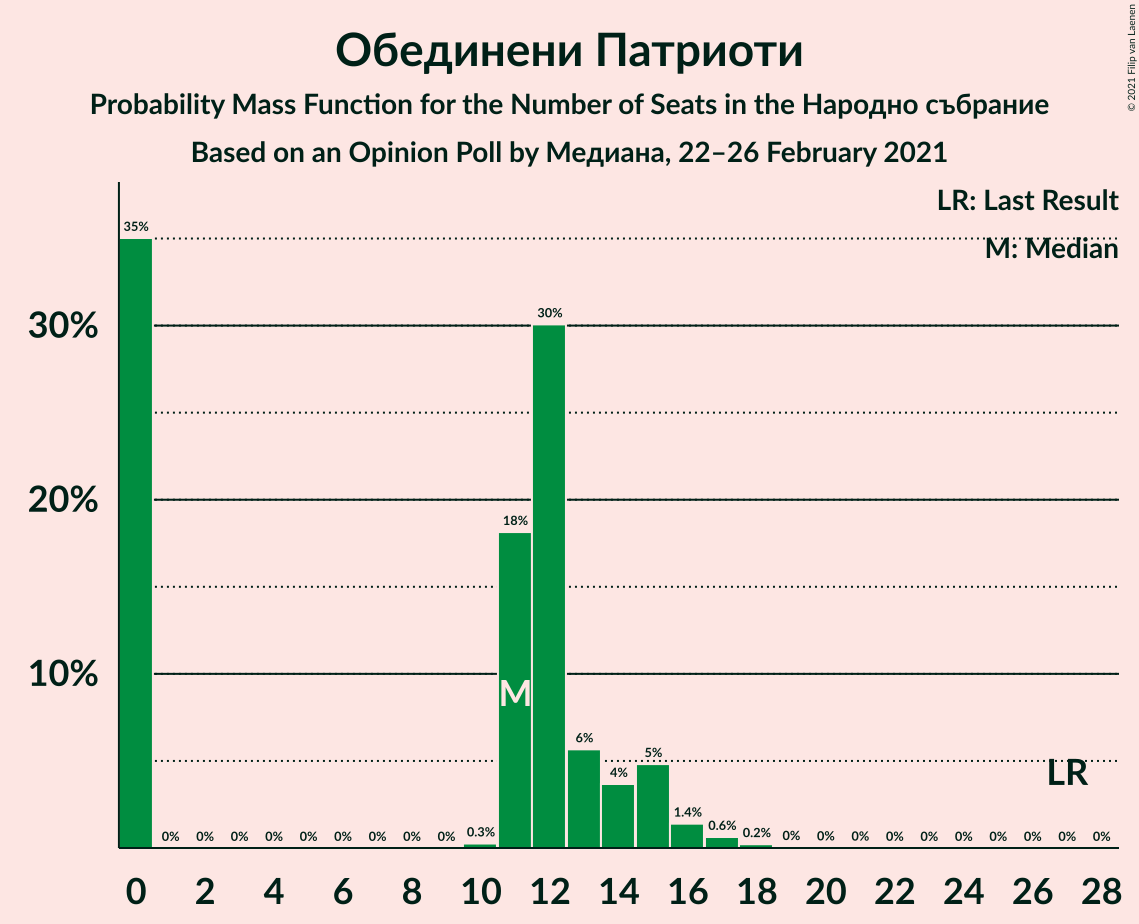 Обединени Патриоти
Probability Mass Function for the Number of Seats in the Народно събрание
Based on an Opinion Poll by Медиана, 22–26 February 2021
© 2021 Filip van Laenen
LR: Last Result
M: Median
35%
30%
30%
20%
18%
10%
M
6%
5%
4%
LR
0% 0% 0% 0% 0% 0% 0% 0% 0% 0.3% 1.4% 0.6% 0.2% 0% 0% 0% 0% 0% 0% 0% 0% 0% 0%
0 2 4 6 8 10 12 14 16 18 20 22 24 26 28